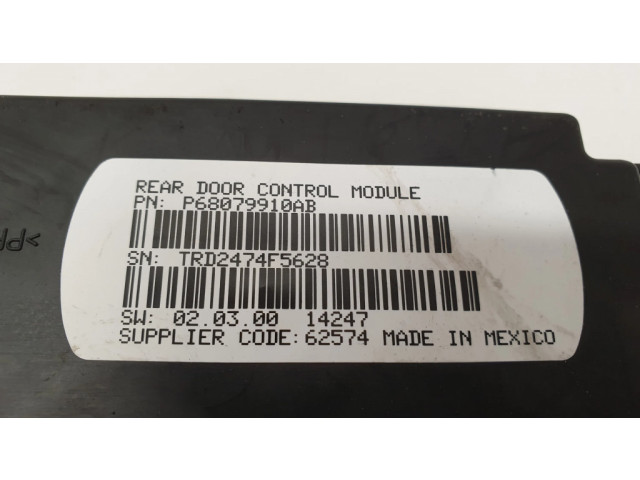 REAR DOOR CONTROL MODULE
PN: P68079910AB
SN: TRD2474F5628
SW: 02.03.00 14247
SUPPLIER CODE: 62574 MADE IN MEXICO